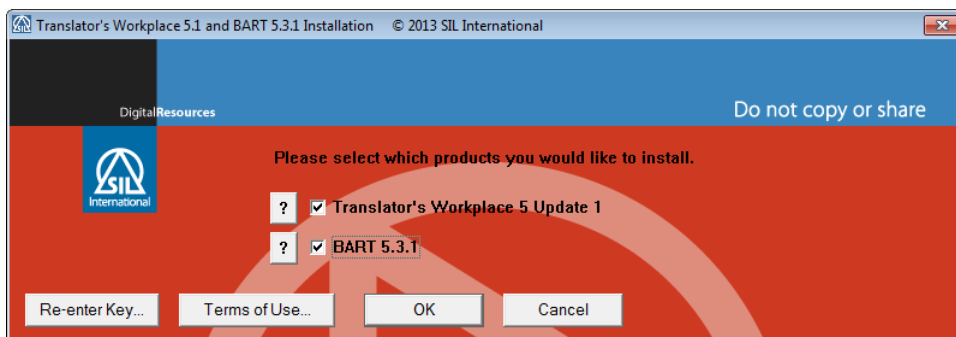 Translator's Workplace 5.1 and BART 5.3.1 Installation © 2013 SIL International
DigitalResources
Do not copy or share
SIL
International
Please select which products you would like to install.
? Translator's Workplace 5 Update 1
? BART 5.3.1
Re-enter Key... Terms of Use... OK Cancel